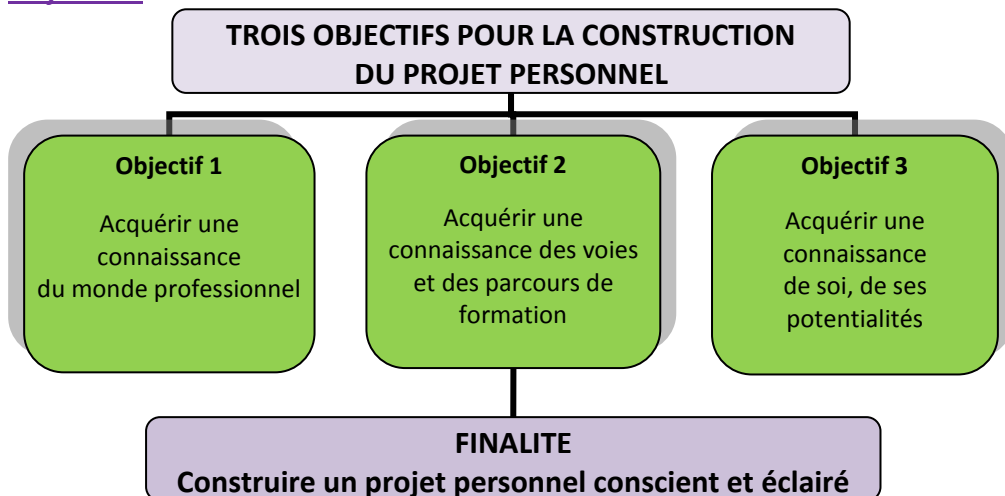 TROIS OBJECTIFS POUR LA CONSTRUCTION
DU PROJET PERSONNEL
Objectif 1
Acquérir une
connaissance
du monde professionnel
Objectif 2
Acquérir une
connaissance des voies
et des parcours de
formation
Objectif 3
Acquérir une
connaissance
de soi, de ses
potentialités
FINALITE
Construire un projet personnel conscient et éclairé